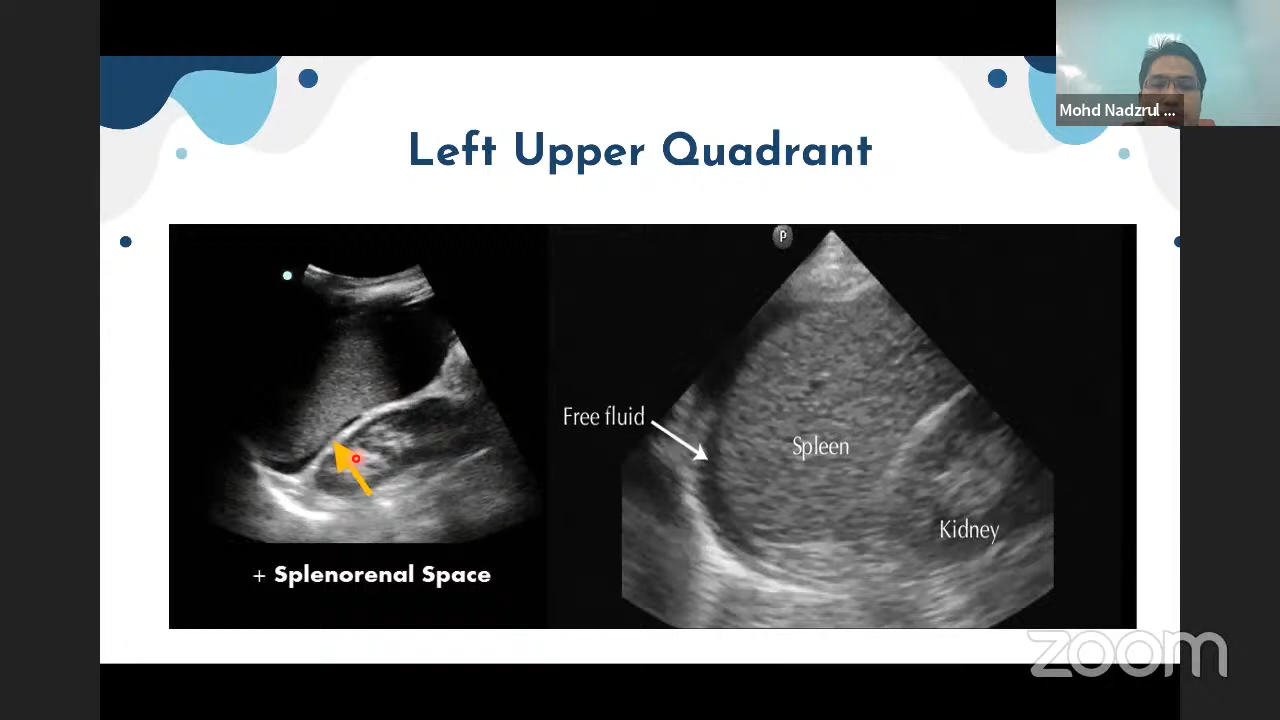 Mohd Nadzrul ...
Left Upper Quadrant
P
Free fluid
Spleen
Kidney
+ Splenorenal Space
zoom